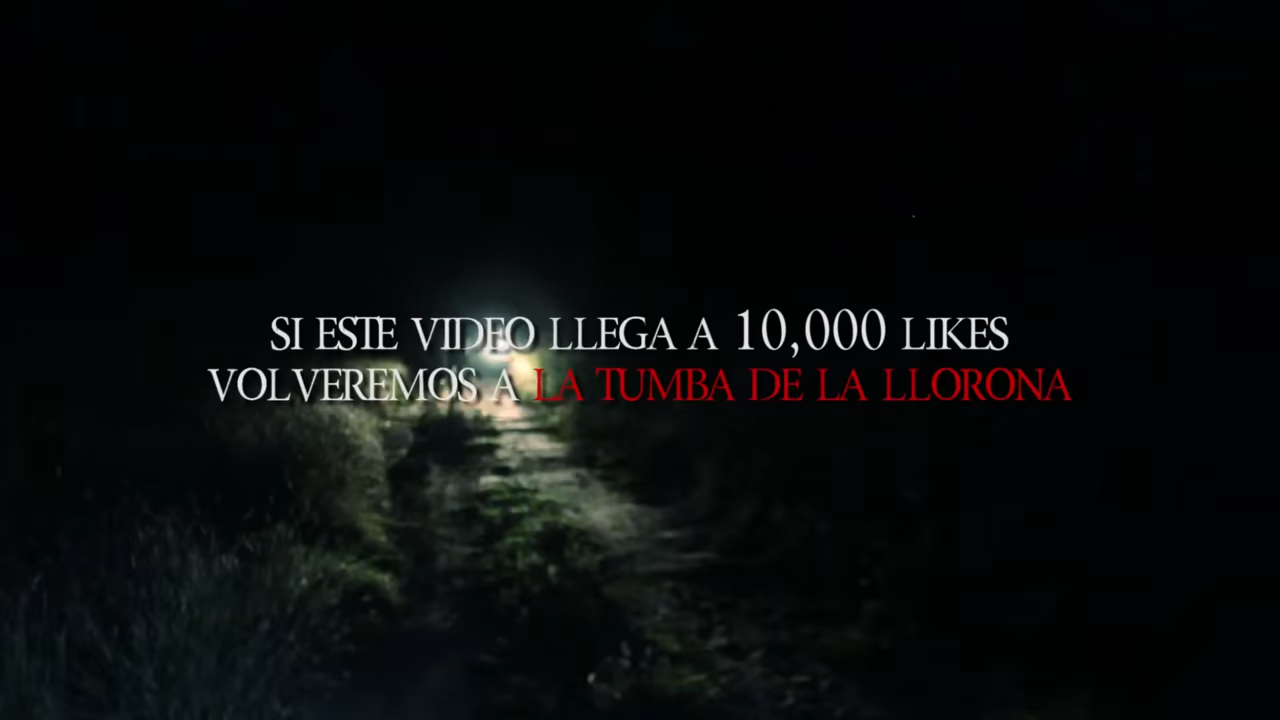 SI ESTE VIDEO LLEGA A 10,000 LIKES
VOLVEREMOS A LA TUMBA DE LA LLORONA